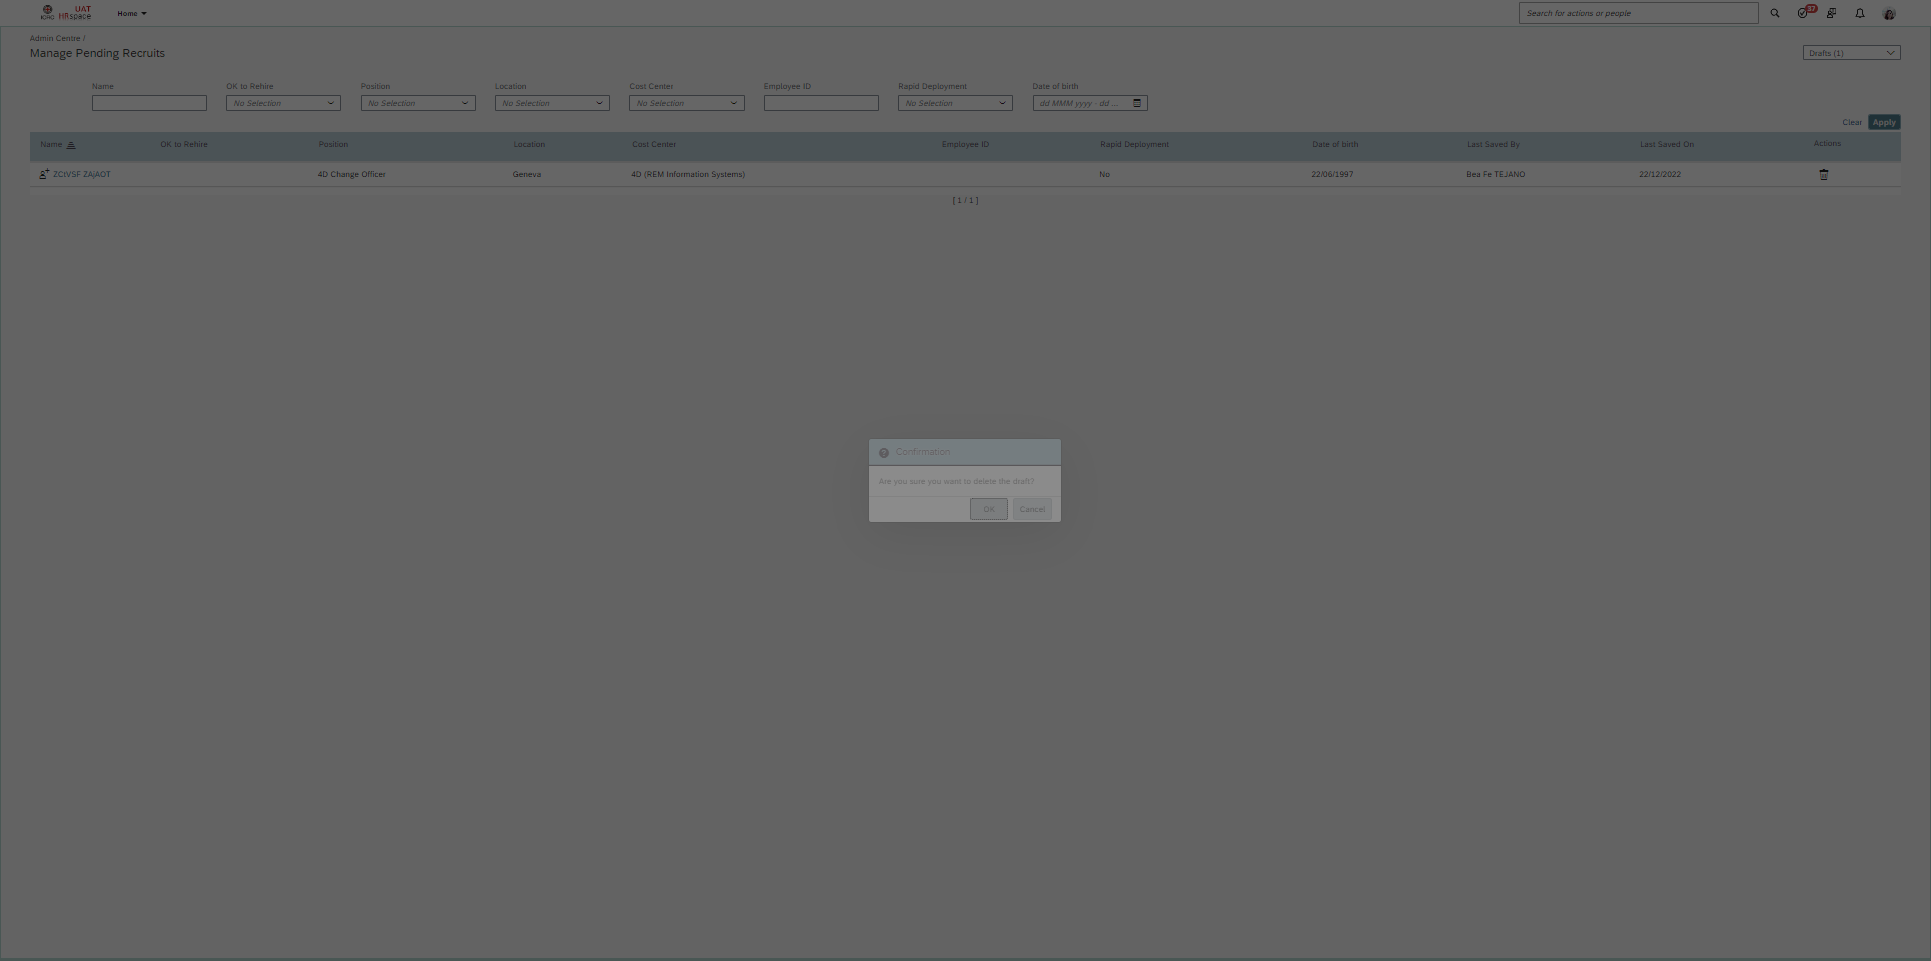 UAT
ICRC HRspace
Home
Search for actions or people
37
Admin Centre /
Manage Pending Recruits
Drafts (1)
Name
OK to Rehire
Position
Location
Cost Center
Employee ID
Rapid Deployment
Date of birth
No Selection
No Selection
No Selection
No Selection
No Selection
dd MMM yyyy - dd ...
Clear
Apply
Name OK to Rehire Position Location Cost Center Employee ID Rapid Deployment Date of birth Last Saved By Last Saved On Actions
ZCtVSF ZAjAOT 4D Change Officer Geneva 4D (REM Information Systems) No 22/06/1997 Bea Fe TEJANO 22/12/2022
[ 1 / 1 ]
Confirmation
Are you sure you want to delete the draft?
OK
Cancel